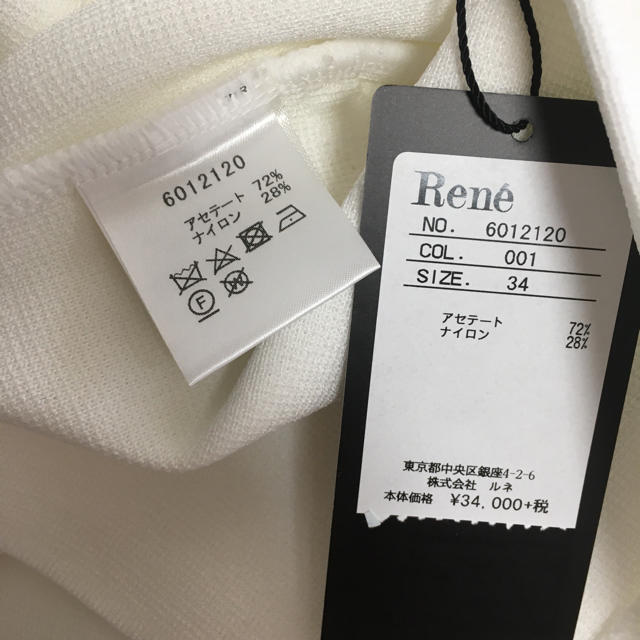 6012120
アセテート 72%
ナイロン 28%
F
René
NO. 6012120
COL. 001
SIZE. 34
アセテート 72%
ナイロン 28%
東京都中央区銀座4-2-6
株式会社 ルネ
本体価格 ¥34,000+税